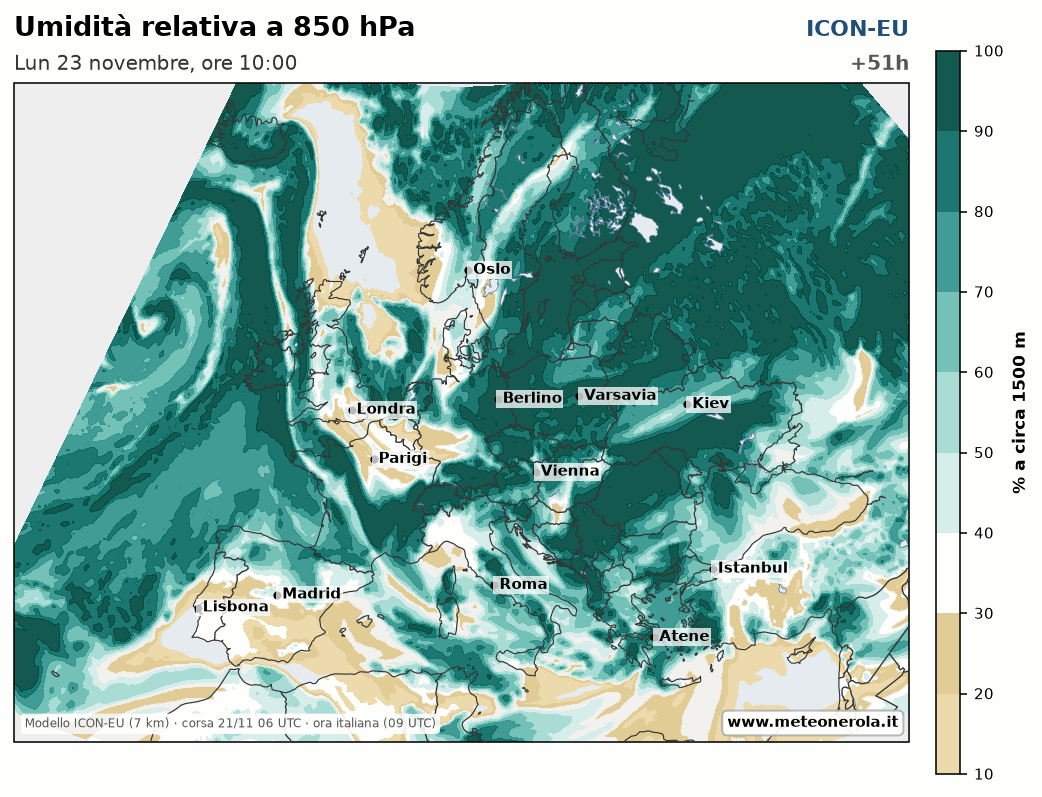 Umidità relativa a 850 hPa
ICON-EU
Lun 23 novembre, ore 10:00
+51h
100
90
80
70
60
50
40
30
20
10
% a circa 1500 m
Oslo
Berlino
Varsavia
Kiev
Londra
Parigi
Vienna
Istanbul
Roma
Madrid
Lisbona
Atene
Modello ICON-EU (7 km) · corsa 21/11 06 UTC · ora italiana (09 UTC)
www.meteonerola.it